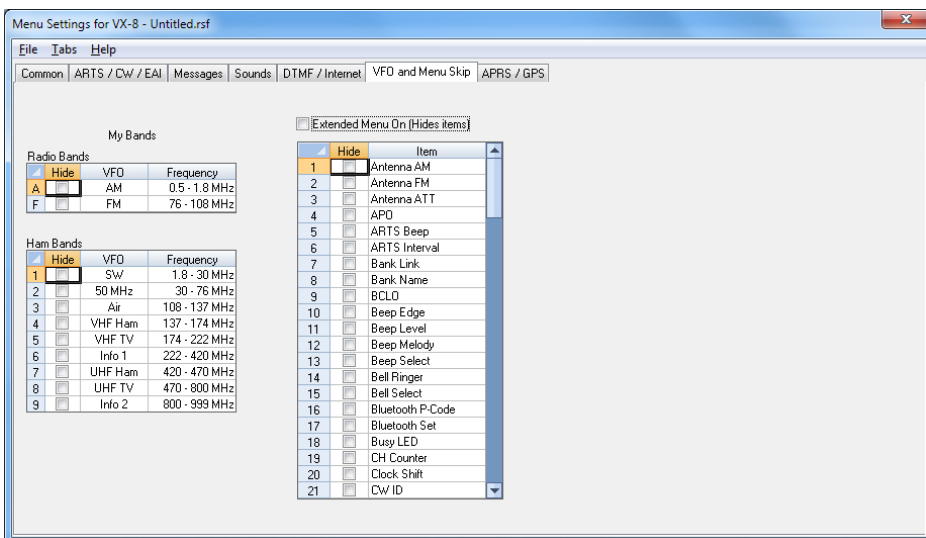 Menu Settings for VX-8 - Untitled.rsf
File Tabs Help
Common ARTS / CW / EAI Messages Sounds DTMF / Internet VFO and Menu Skip APRS / GPS
My Bands
Radio Bands
Hide VFO Frequency
A AM 0.5 - 1.8 MHz
F FM 76 - 108 MHz
Ham Bands
Hide VFO Frequency
1 SW 1.8 - 30 MHz
2 50 MHz 30 - 76 MHz
3 Air 108 - 137 MHz
4 VHF Ham 137 - 174 MHz
5 VHF TV 174 - 222 MHz
6 Info 1 222 - 420 MHz
7 UHF Ham 420 - 470 MHz
8 UHF TV 470 - 800 MHz
9 Info 2 800 - 999 MHz
Extended Menu On (Hides items)
Hide Item
1 Antenna AM
2 Antenna FM
3 Antenna ATT
4 APO
5 ARTS Beep
6 ARTS Interval
7 Bank Link
8 Bank Name
9 BCLO
10 Beep Edge
11 Beep Level
12 Beep Melody
13 Beep Select
14 Bell Ringer
15 Bell Select
16 Bluetooth P-Code
17 Bluetooth Set
18 Busy LED
19 CH Counter
20 Clock Shift
21 CW ID